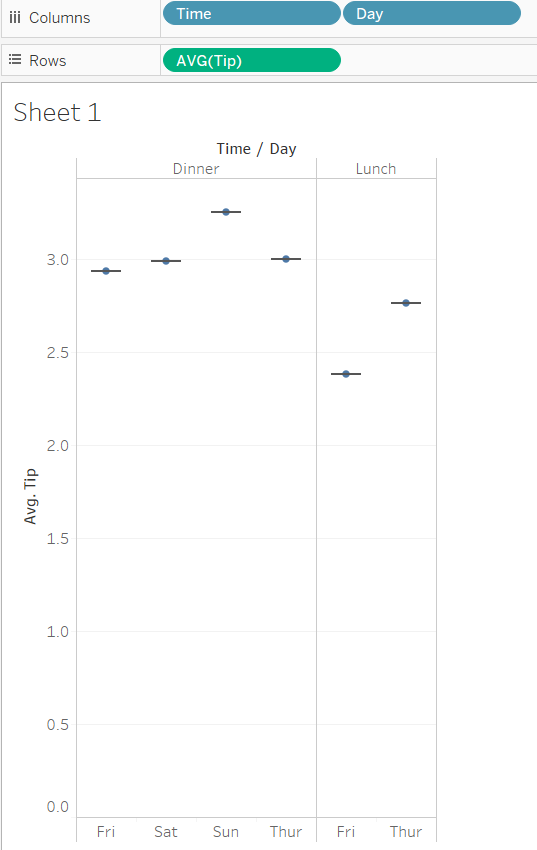 Columns Time Day
Rows AVG(Tip)
Sheet 1
Time / Day
Dinner Lunch
3.0
2.5
2.0
1.5
1.0
0.5
0.0
Avg. Tip
Fri Sat Sun Thur Fri Thur